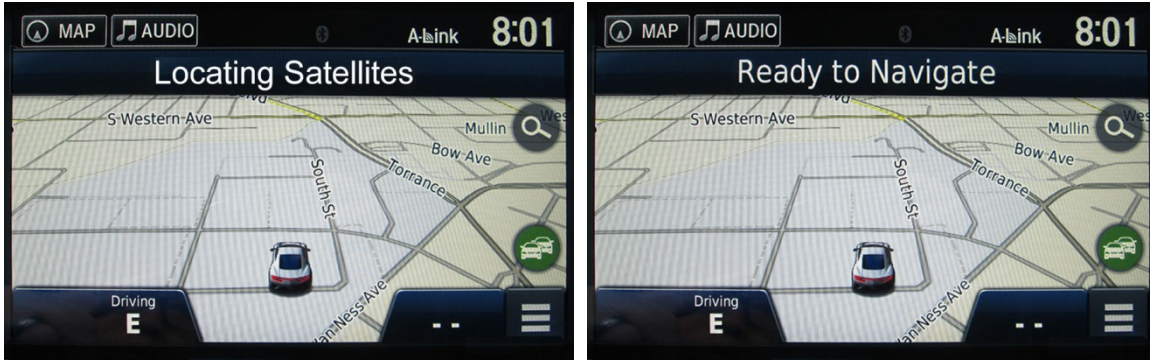 MAP AUDIO A-Link 8:01
Locating Satellites
S Western Ave
Mullin
Bow Ave
Torrance
South St
Driving
E
Van Ness Ave
- -
MAP AUDIO A-Link 8:01
Ready to Navigate
S Western Ave
Mullin
Bow Ave
Torrance
South St
Driving
E
Van Ness Ave
- -